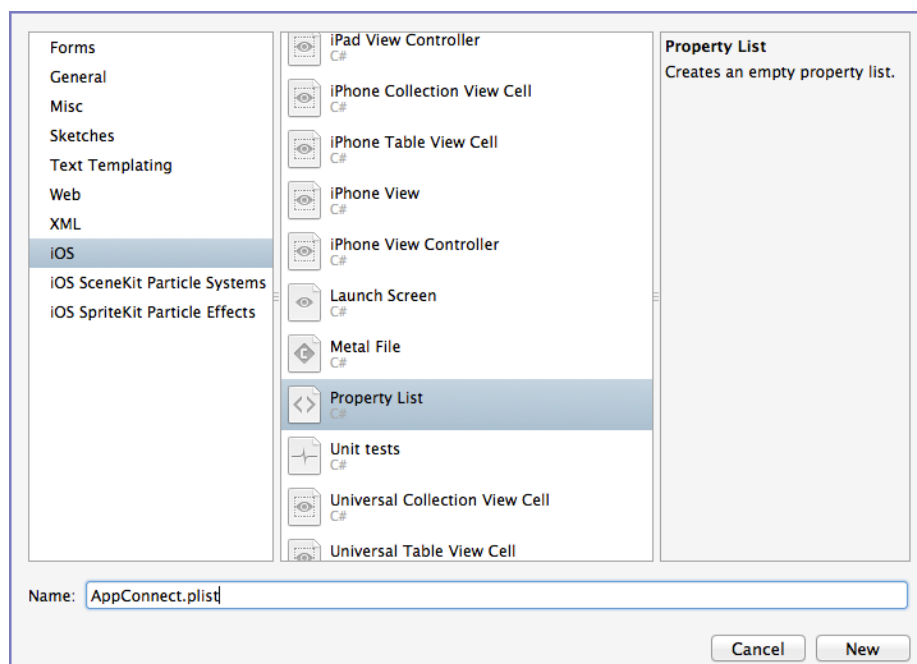 Forms
General
Misc
Sketches
Text Templating
Web
XML
iOS
iOS SceneKit Particle Systems
iOS SpriteKit Particle Effects
iPad View Controller
C#
iPhone Collection View Cell
C#
iPhone Table View Cell
C#
iPhone View
C#
iPhone View Controller
C#
Launch Screen
C#
Metal File
C#
Property List
C#
Unit tests
C#
Universal Collection View Cell
C#
Universal Table View Cell
Property List
Creates an empty property list.
Name: AppConnect.plist
Cancel New